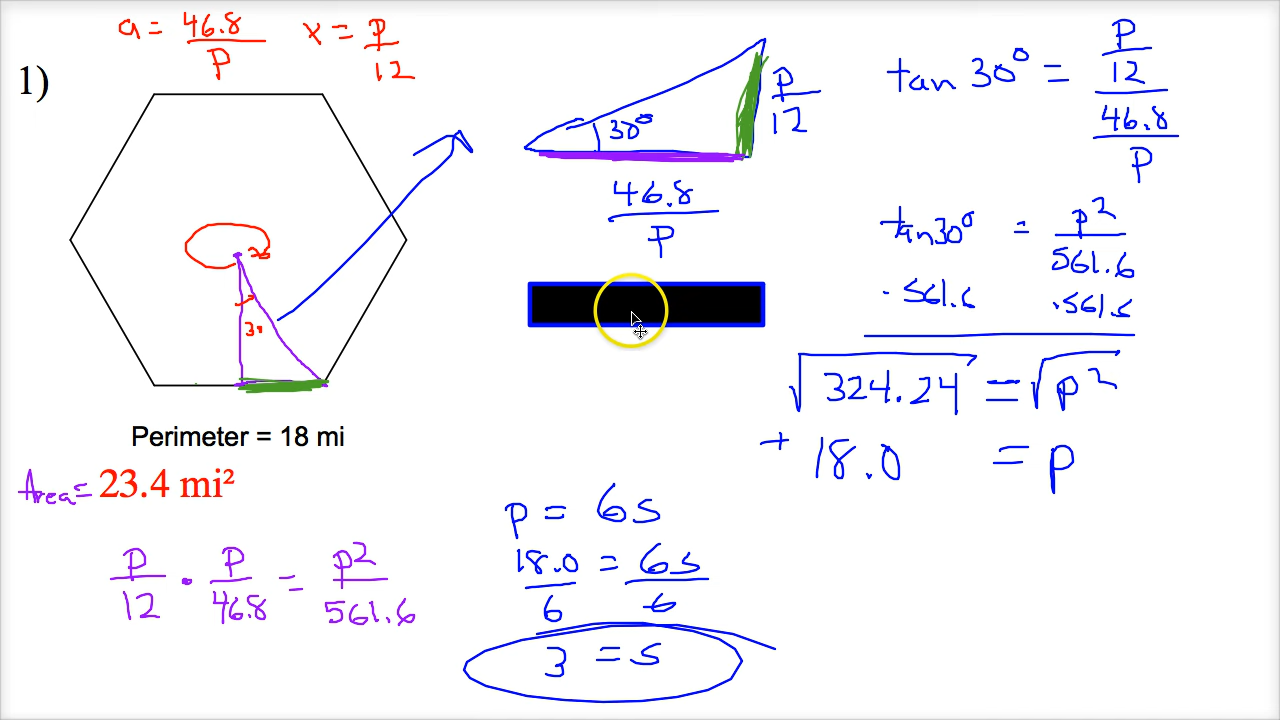 a = 46.8/P x = P/12
1)
30
Perimeter = 18 mi
Area = 23.4 mi²
P/12 · P/46.8 = P²/561.6
30°
P/12
46.8/P
tan 30° = P/12 / 46.8/P
tan30° = P²/561.6
·561.6 ·561.6
√324.24 = √P²
+ 18.0 = P
P = 6s
18.0 = 6s
6 6
3 = s